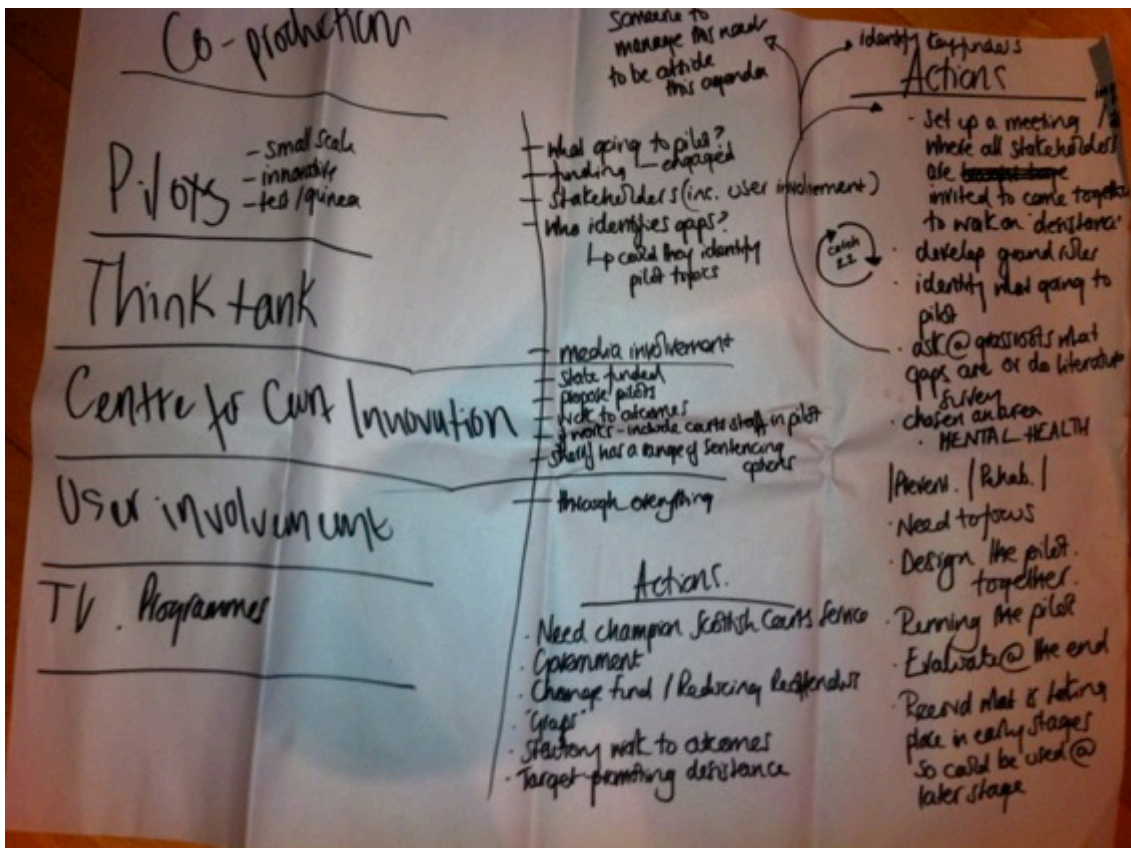 Co-production
Pilots
- small scale
- innovative
- test/guinea
Think tank
Centre for Court Innovation
User involvement
TV. Programmes
Someone to
manage this need
to be outside
this agenda
- what going to pilot?
- funding - engaged
- stakeholders (inc. user involvement)
- who identifies gaps?
↳ could they identify
pilot topics
- media involvement
- State funded
- propose pilots
- work to outcomes
- works - include courts staff in pilot
- Sheriff has a range of sentencing
options
- through everything
Actions.
· Need champion Scottish Courts Service
· Government
· Change fund / Reducing Reoffending
· "Gaps"
· Statutory work to outcomes
· Target promoting desistance
identify key funders
Actions
- set up a meeting
where all stakeholders
are
invited to come together
to work on 'desistance'
catch
22
· develop ground rules
· identify what going to
pilot
· ask @ grassroots what
gaps are or do literature
survey
· chosen an area
· MENTAL HEALTH
|Prevent. | Rehab. |
· Need to focus
· Design the pilot
together.
· Running the pilot
· Evaluate @ the end
· Record what is taking
place in early stages
so could be used @
later stage